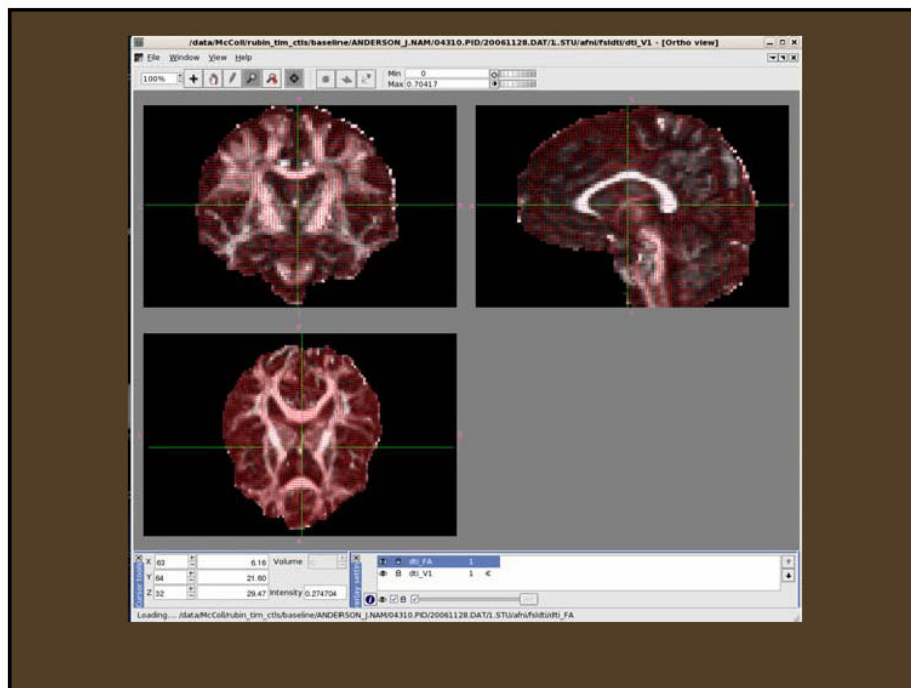 /data/McColl/rubin_tim_ctls/baseline/ANDERSON_J.NAM/04310.PID/20061128.DAT/1.STU/afni/fsldti/dti_V1 - [Ortho view]
File Window View Help
100%
Min 0
Max 0.70417
X 63 6.16 Volume
Y 64 21.60
Z 32 29.47 Intensity 0.274704
dti_FA 1
dti_V1 1
Loading... /data/McColl/rubin_tim_ctls/baseline/ANDERSON_J.NAM/04310.PID/20061128.DAT/1.STU/afni/fsldti/dti_FA